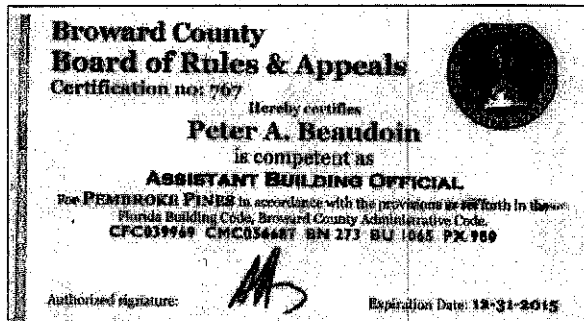 Broward County
Board of Rules & Appeals
Certification no: 767
Hereby certifies
Peter A. Beaudoin
is competent as
ASSISTANT BUILDING OFFICIAL
For PEMBROKE PINES in accordance with the provisions as set forth in the
Florida Building Code, Broward County Administrative Code.
CFC039969 CMC056687 BN 273 BU 1065 PX 989
Authorized signature:
Expiration Date: 12-31-2015